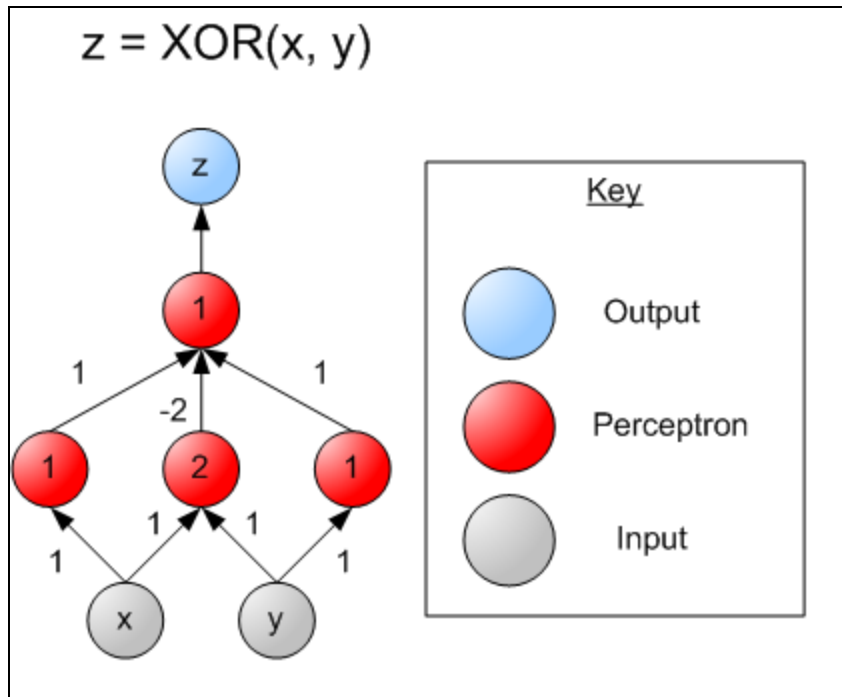 z = XOR(x, y)
Key
z
Output
1
1
1
-2
Perceptron
1
2
1
1
1
1
1
Input
x
y